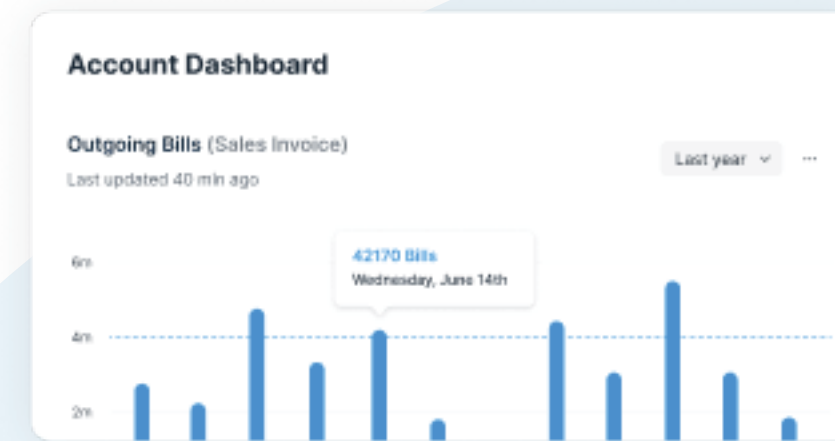 Account Dashboard
Outgoing Bills (Sales Invoice)
Last year
Last updated 40 min ago
42170 Bills
Wednesday, June 14th
6m
4m
2m